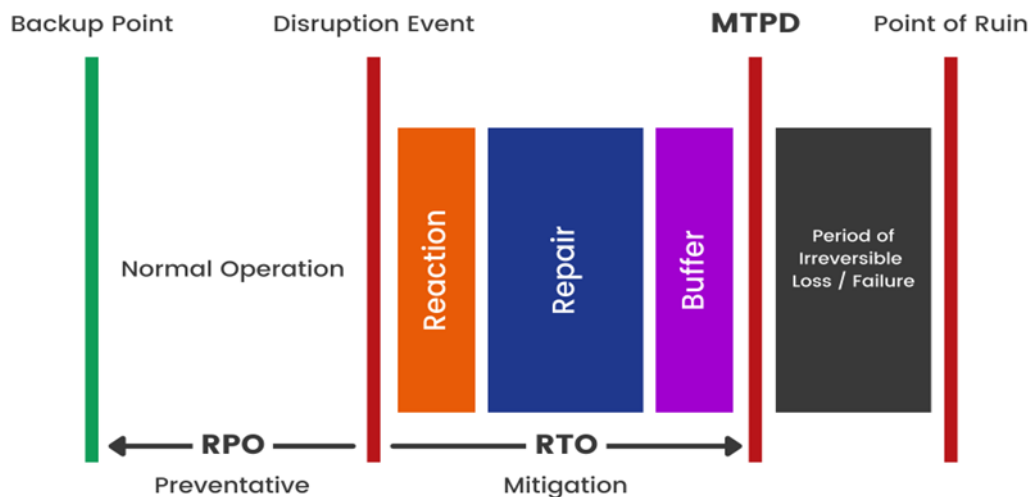 Backup Point
Disruption Event
MTPD
Point of Ruin
Normal Operation
Reaction
Repair
Buffer
Period of
Irreversible
Loss / Failure
RPO
RTO
Preventative
Mitigation